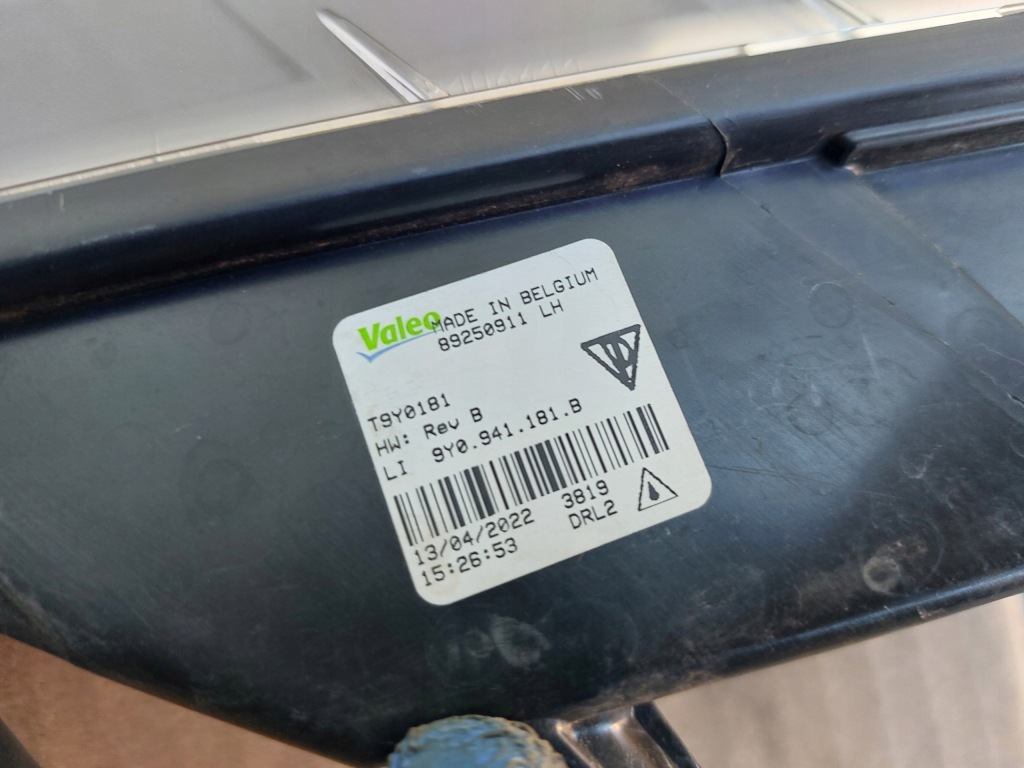 Valeo MADE IN BELGIUM
89250911 LH
T9Y0181
HW: Rev B
LI 9Y0.941.181.B
13/04/2022 3819
15:26:53 DRL2